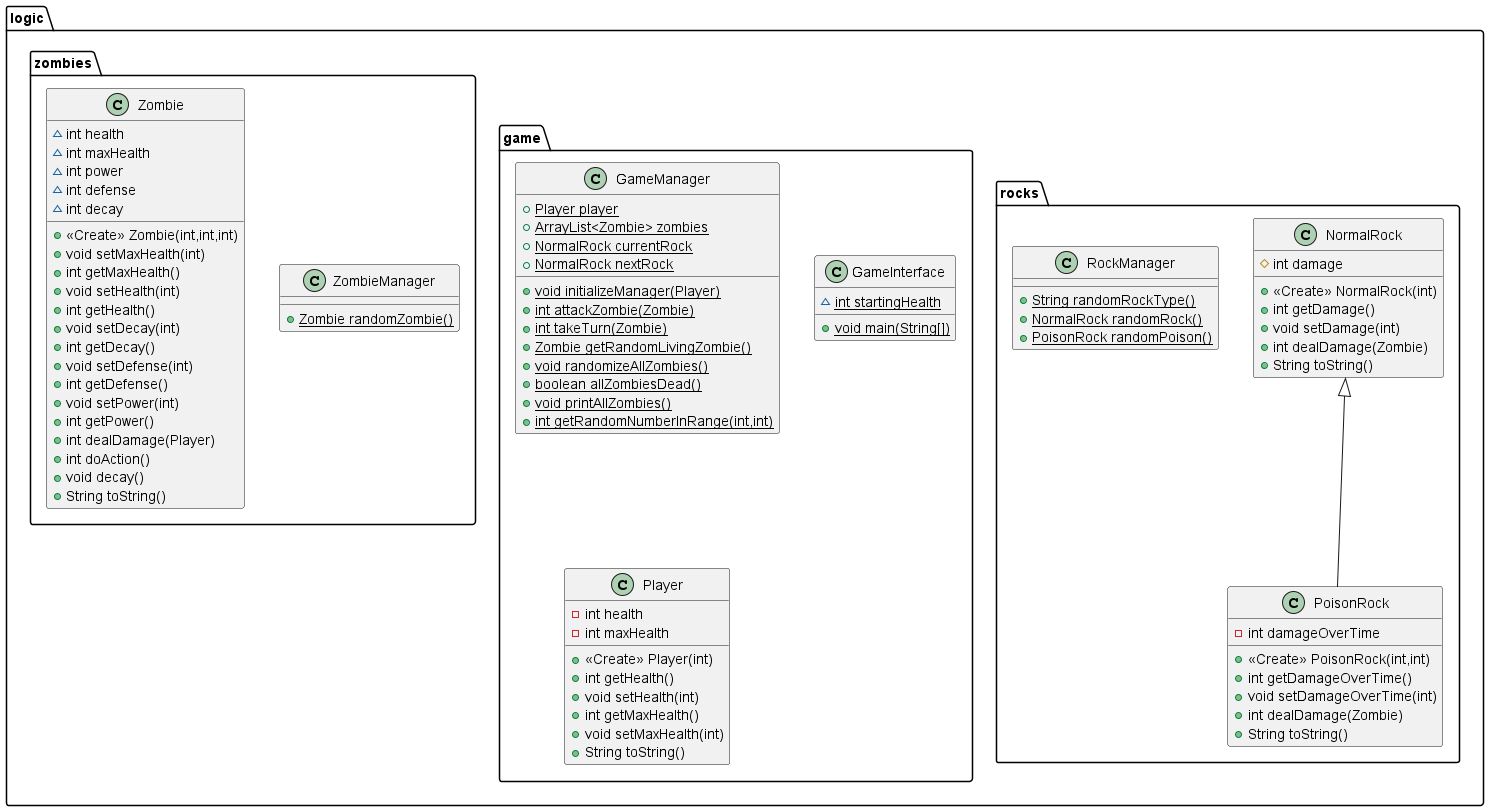 logic
zombies
C Zombie
int health
int maxHealth
int power
int defense
int decay
«Create» Zombie(int,int,int)
void setMaxHealth(int)
int getMaxHealth()
void setHealth(int)
int getHealth()
void setDecay(int)
int getDecay()
void setDefense(int)
int getDefense()
void setPower(int)
int getPower()
int dealDamage(Player)
int doAction()
void decay()
String toString()
C ZombieManager
Zombie randomZombie()
game
C GameManager
Player player
ArrayList<Zombie> zombies
NormalRock currentRock
NormalRock nextRock
void initializeManager(Player)
int attackZombie(Zombie)
int takeTurn(Zombie)
Zombie getRandomLivingZombie()
void randomizeAllZombies()
boolean allZombiesDead()
void printAllZombies()
int getRandomNumberInRange(int,int)
C GameInterface
int startingHealth
void main(String[])
C Player
int health
int maxHealth
«Create» Player(int)
int getHealth()
void setHealth(int)
int getMaxHealth()
void setMaxHealth(int)
String toString()
rocks
C RockManager
String randomRockType()
NormalRock randomRock()
PoisonRock randomPoison()
C NormalRock
int damage
«Create» NormalRock(int)
int getDamage()
void setDamage(int)
int dealDamage(Zombie)
String toString()
C PoisonRock
int damageOverTime
«Create» PoisonRock(int,int)
int getDamageOverTime()
void setDamageOverTime(int)
int dealDamage(Zombie)
String toString()